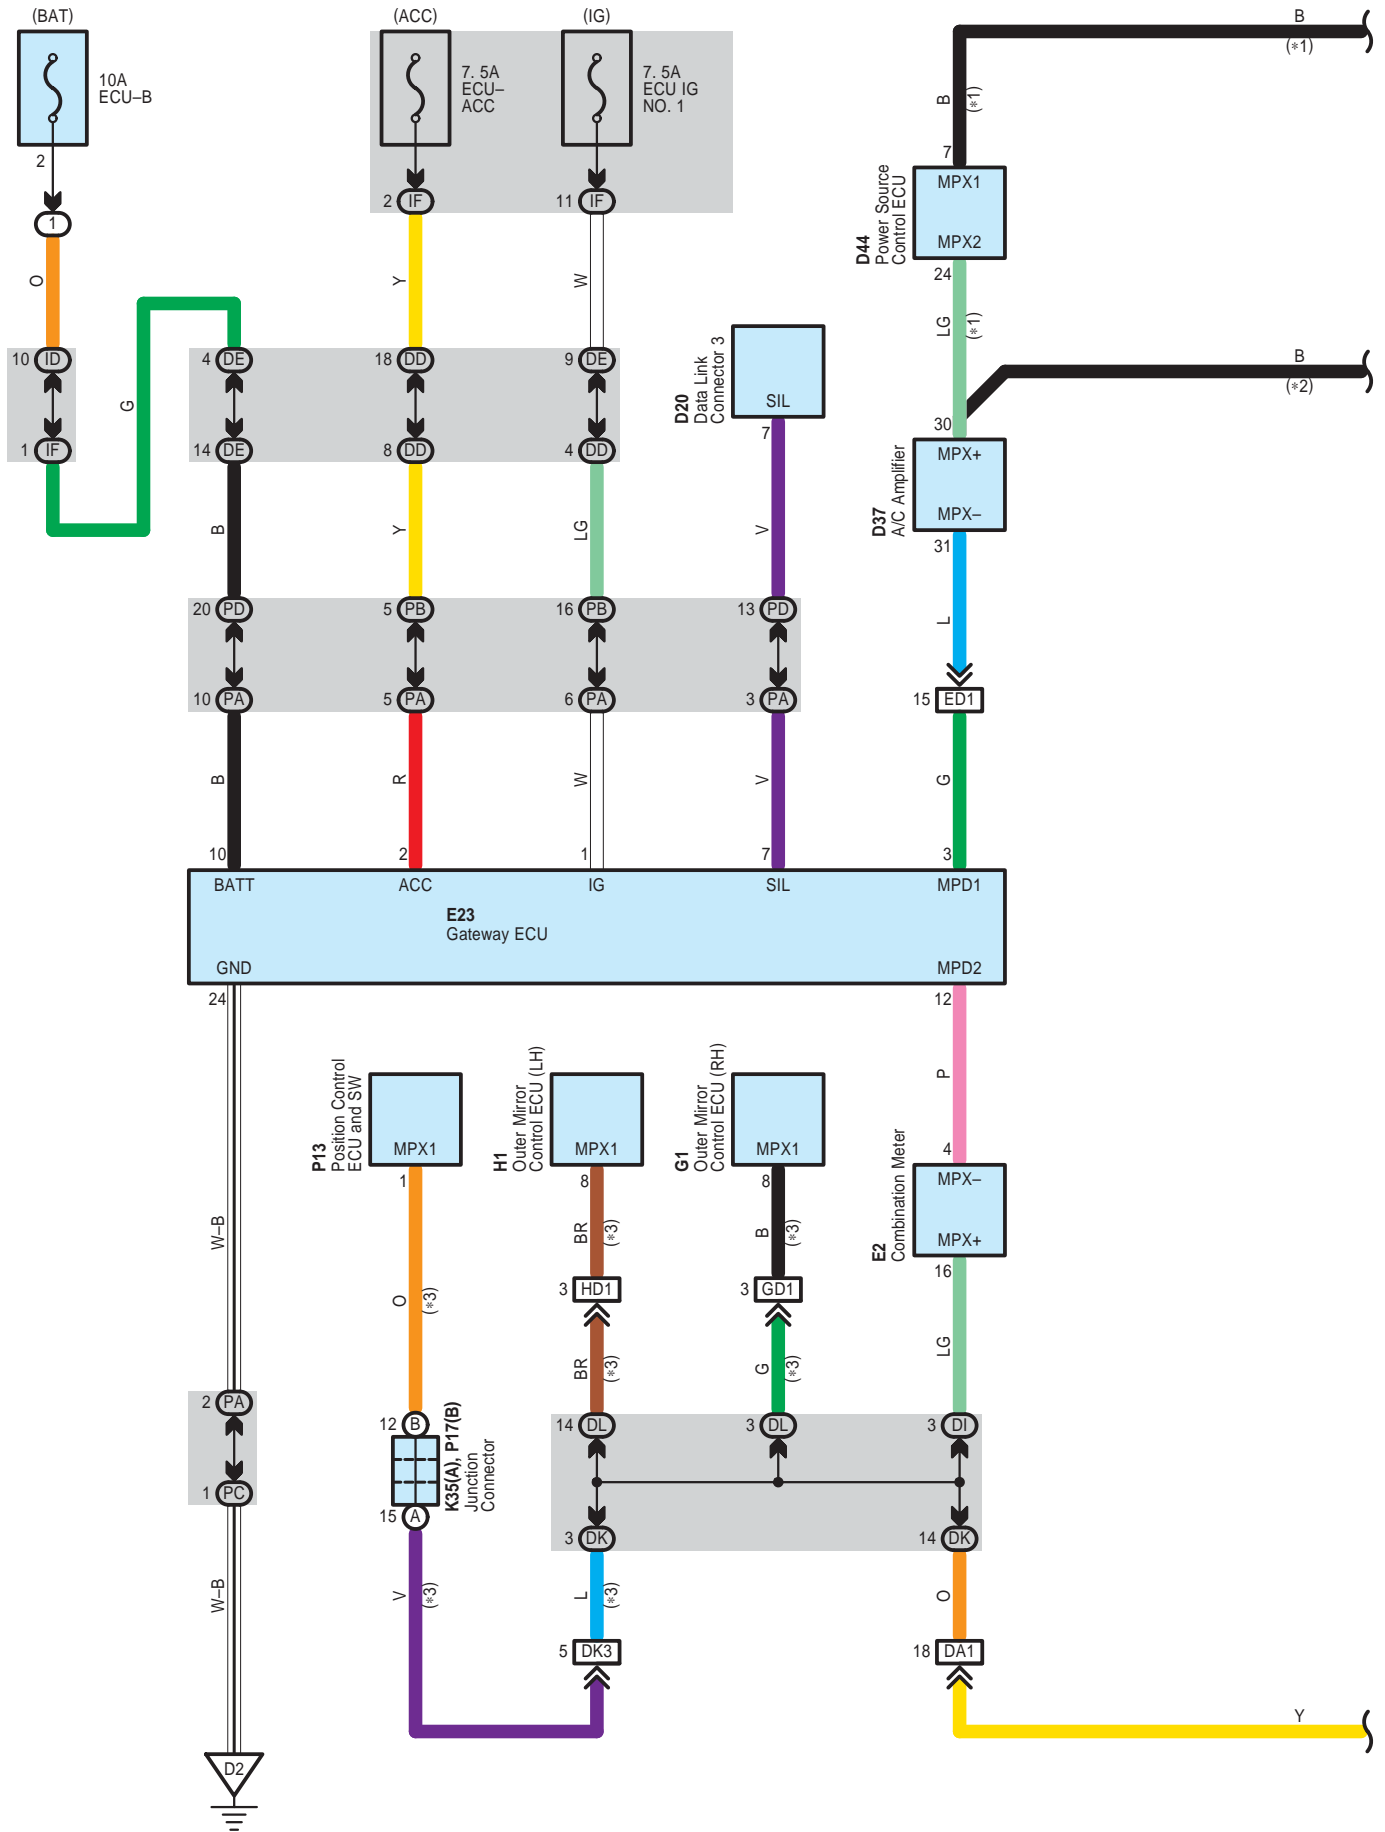 (BAT)
(ACC)
(IG)
B
(∗1)
10A
ECU–B
7. 5A
ECU–
ACC
7. 5A
ECU IG
NO. 1
B
(∗1)
2
7
1
2 IF
11 IF
D44
Power Source
Control ECU
MPX1
MPX2
24
O
Y
W
LG
(∗1)
10 ID
4 DE
18 DD
9 DE
D20
Data Link
Connector 3
SIL
7
B
(∗2)
30
G
1 IF
14 DE
8 DD
4 DD
D37
A/C Amplifier
MPX+
MPX–
31
B
Y
LG
V
20 PD
5 PB
16 PB
13 PD
L
10 PA
5 PA
6 PA
3 PA
15 ED1
B
R
W
V
G
10
2
1
7
3
BATT
ACC
IG
SIL
MPD1
E23
Gateway ECU
GND
MPD2
24
12
P13
Position Control
ECU and SW
MPX1
1
H1
Outer Mirror
Control ECU (LH)
MPX1
8
G1
Outer Mirror
Control ECU (RH)
MPX1
8
P
4
E2
Combination Meter
MPX–
MPX+
16
W–B
BR
(∗3)
B
(∗3)
O
(∗3)
3 HD1
3 GD1
BR
(∗3)
G
(∗3)
LG
2 PA
12 B
14 DL
3 DL
3 DI
K35(A), P17(B)
Junction
Connector
1 PC
15 A
3 DK
14 DK
W–B
V
(∗3)
L
(∗3)
O
5 DK3
18 DA1
Y
D2